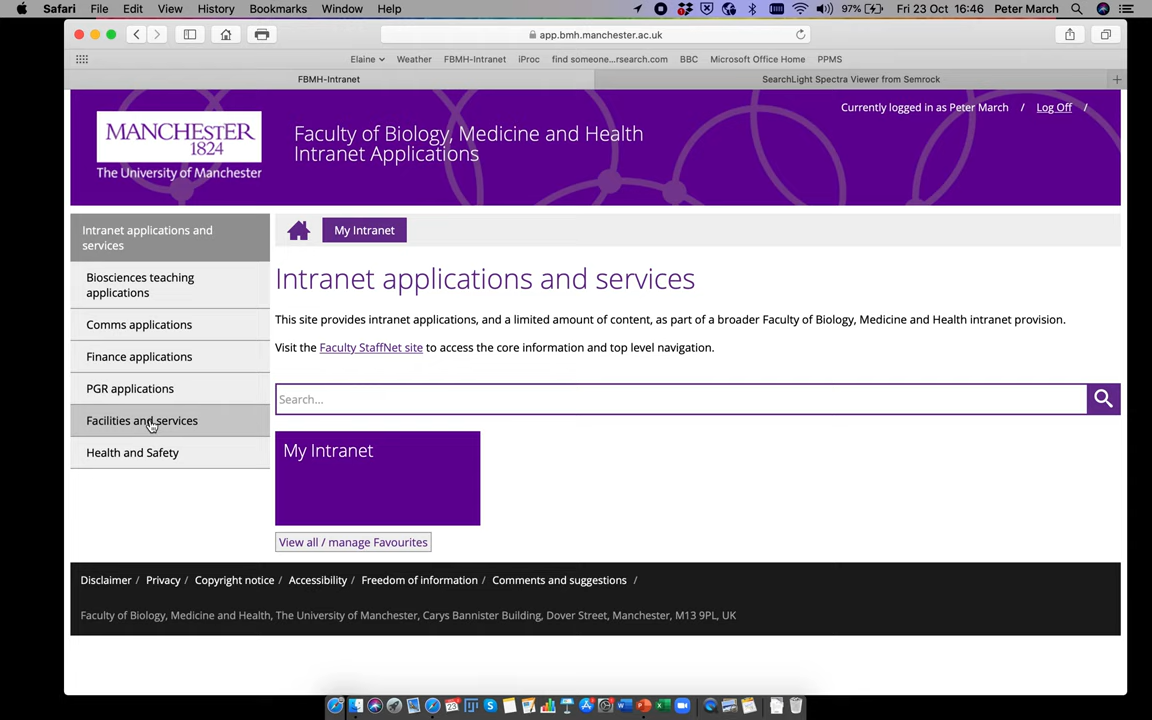 Safari File Edit View History Bookmarks Window Help 97% Fri 23 Oct 16:46 Peter March
app.bmh.manchester.ac.uk
Elaine Weather FBMH-Intranet iProc find someone...rsearch.com BBC Microsoft Office Home PPMS
FBMH-Intranet SearchLight Spectra Viewer from Semrock
Currently logged in as Peter March / Log Off /
MANCHESTER
1824
The University of Manchester
Faculty of Biology, Medicine and Health
Intranet Applications
Intranet applications and
services
Biosciences teaching
applications
Comms applications
Finance applications
PGR applications
Facilities and services
Health and Safety
My Intranet
Intranet applications and services
This site provides intranet applications, and a limited amount of content, as part of a broader Faculty of Biology, Medicine and Health intranet provision.
Visit the Faculty StaffNet site to access the core information and top level navigation.
Search...
My Intranet
View all / manage Favourites
Disclaimer / Privacy / Copyright notice / Accessibility / Freedom of information / Comments and suggestions /
Faculty of Biology, Medicine and Health, The University of Manchester, Carys Bannister Building, Dover Street, Manchester, M13 9PL, UK